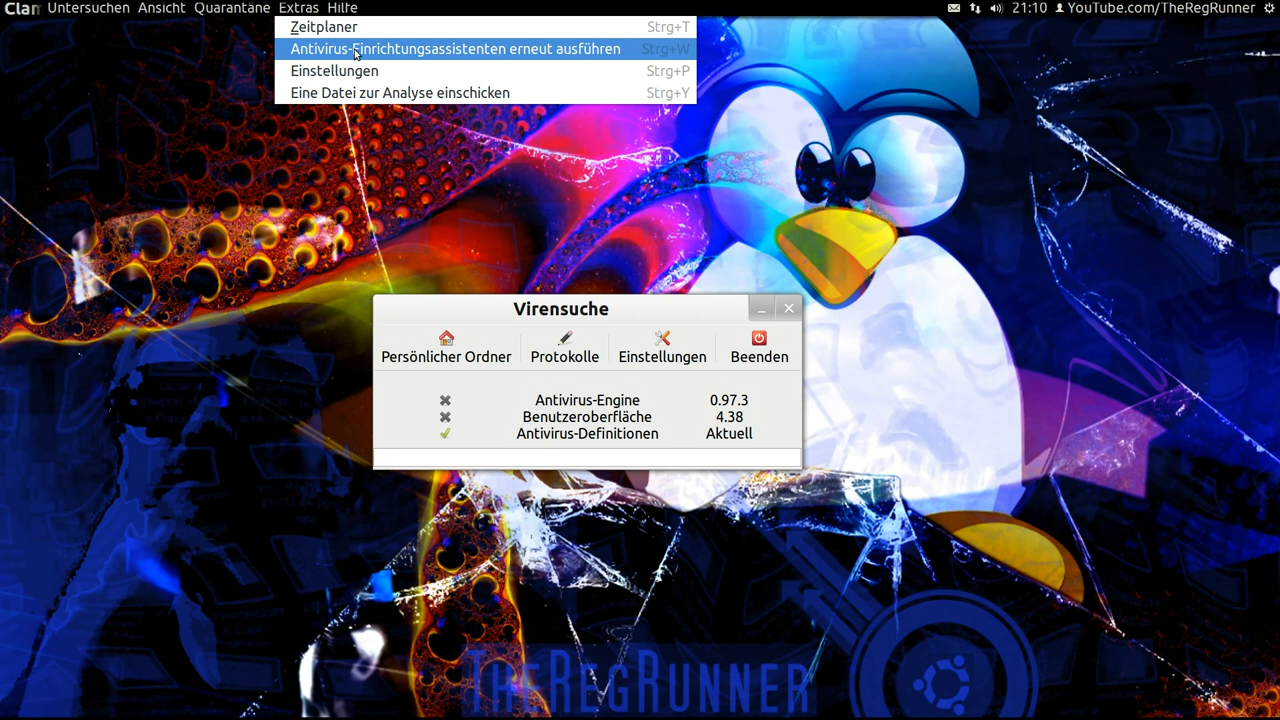 Clam Untersuchen Ansicht Quarantäne Extras Hilfe 21:10 YouTube.com/TheRegRunner
Zeitplaner Strg+T
Antivirus-Einrichtungsassistenten erneut ausführen Strg+W
Einstellungen Strg+P
Eine Datei zur Analyse einschicken Strg+Y
Virensuche
Persönlicher Ordner Protokolle Einstellungen Beenden
Antivirus-Engine 0.97.3
Benutzeroberfläche 4.38
Antivirus-Definitionen Aktuell
TheRegRunner